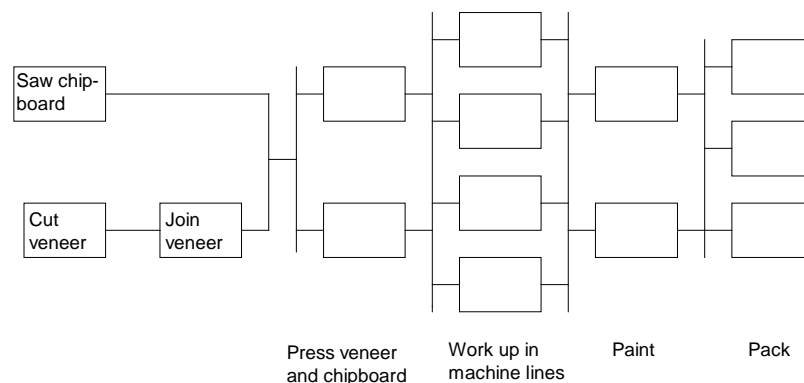 Saw chip-
board
Cut
veneer
Join
veneer
Press veneer
and chipboard
Work up in
machine lines
Paint
Pack